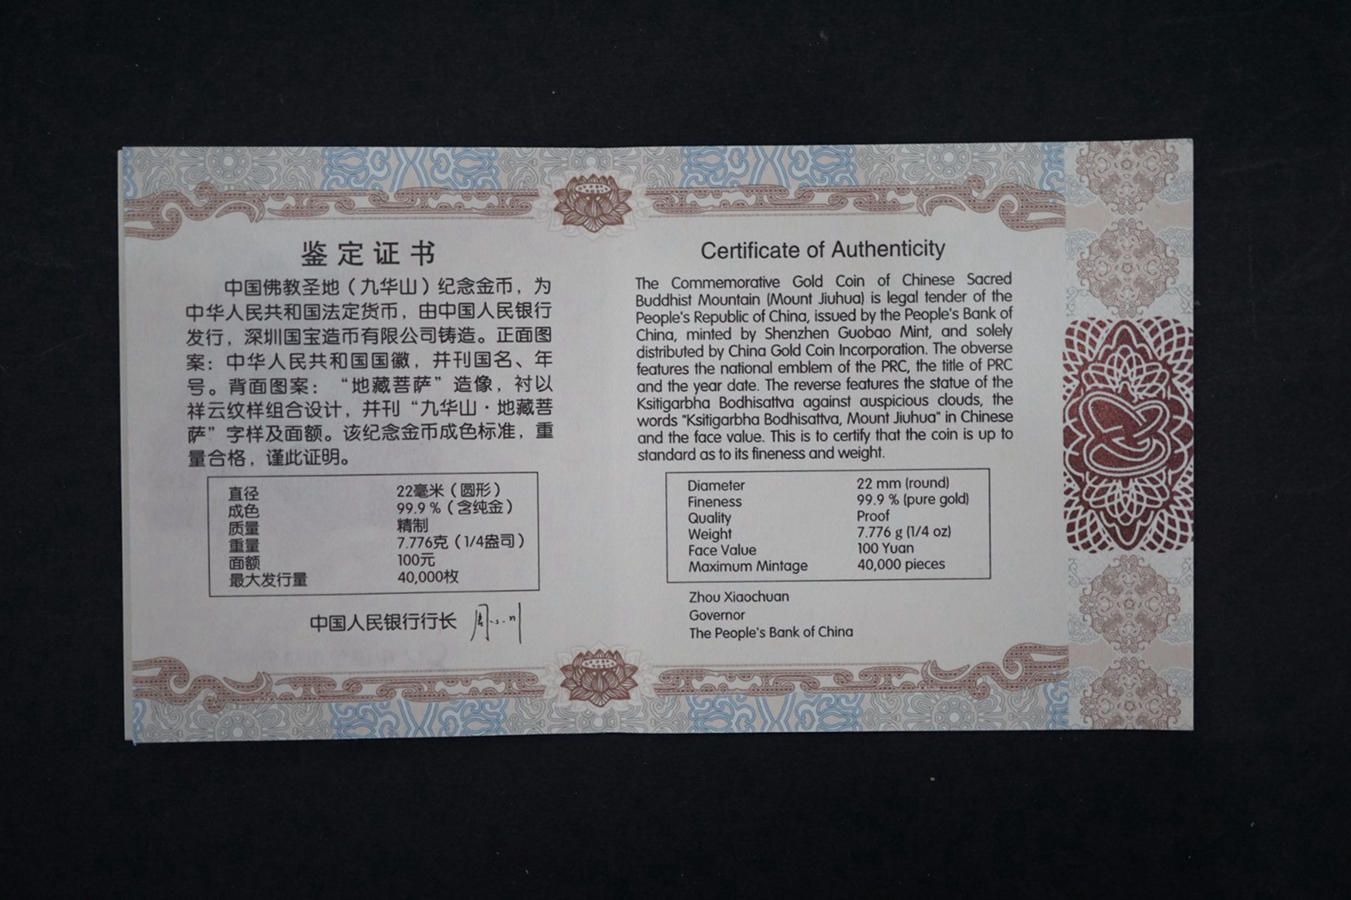 鉴定证书
中国佛教圣地（九华山）纪念金币，为
中华人民共和国法定货币，由中国人民银行
发行，深圳国宝造币有限公司铸造。正面图
案：中华人民共和国国徽，并刊国名、年
号。背面图案：“地藏菩萨”造像，衬以
祥云纹样组合设计，并刊“九华山·地藏菩
萨”字样及面额。该纪念金币成色标准，重
量合格，谨此证明。
直径 22毫米（圆形）
成色 99.9％（含纯金）
质量 精制
重量 7.776克（1/4盎司）
面额 100元
最大发行量 40,000枚
中国人民银行行长
Certificate of Authenticity
The Commemorative Gold Coin of Chinese Sacred
Buddhist Mountain (Mount Jiuhua) is legal tender of the
People's Republic of China, issued by the People's Bank of
China, minted by Shenzhen Guobao Mint, and solely
distributed by China Gold Coin Incorporation. The obverse
features the national emblem of the PRC, the title of PRC
and the year date. The reverse features the statue of the
Ksitigarbha Bodhisattva against auspicious clouds, the
words "Ksitigarbha Bodhisattva, Mount Jiuhua" in Chinese
and the face value. This is to certify that the coin is up to
standard as to its fineness and weight.
Diameter 22 mm (round)
Fineness 99.9 % (pure gold)
Quality Proof
Weight 7.776 g (1/4 oz)
Face Value 100 Yuan
Maximum Mintage 40,000 pieces
Zhou Xiaochuan
Governor
The People's Bank of China